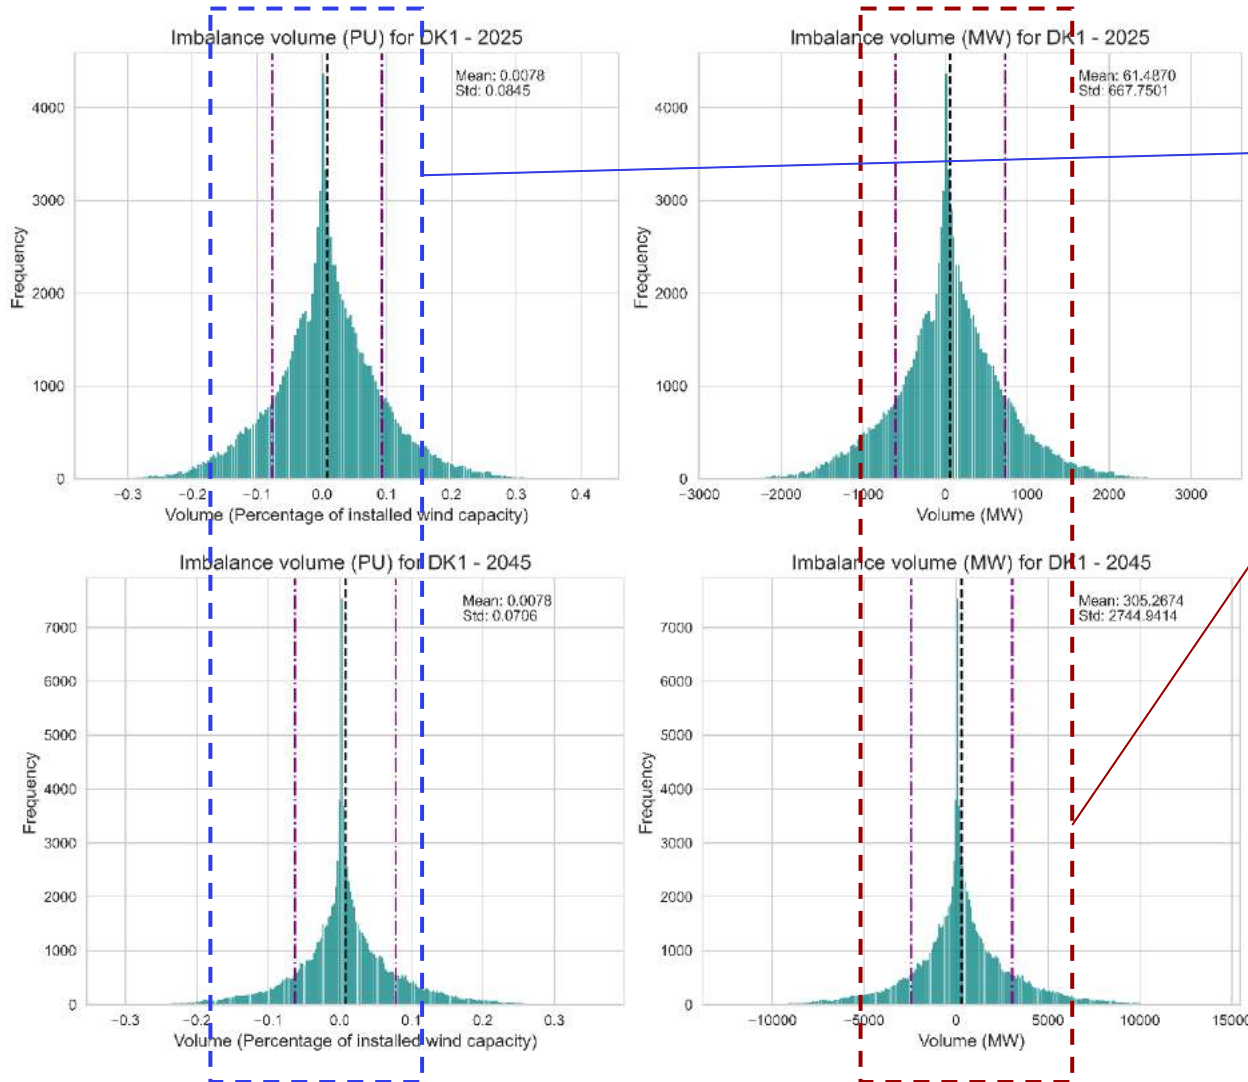 Imbalance volume (PU) for DK1 - 2025
Mean: 0.0078
Std: 0.0845
Frequency
4000
3000
2000
1000
0
−0.3 −0.2 −0.1 0.0 0.1 0.2 0.3 0.4
Volume (Percentage of installed wind capacity)
Imbalance volume (MW) for DK1 - 2025
Mean: 61.4870
Std: 667.7501
Frequency
4000
3000
2000
1000
0
−3000 −2000 −1000 0 1000 2000 3000
Volume (MW)
Imbalance volume (PU) for DK1 - 2045
Mean: 0.0078
Std: 0.0706
Frequency
7000
6000
5000
4000
3000
2000
1000
0
−0.3 −0.2 −0.1 0.0 0.1 0.2 0.3
Volume (Percentage of installed wind capacity)
Imbalance volume (MW) for DK1 - 2045
Mean: 305.2674
Std: 2744.9414
Frequency
7000
6000
5000
4000
3000
2000
1000
0
−10000 −5000 0 5000 10000 15000
Volume (MW)